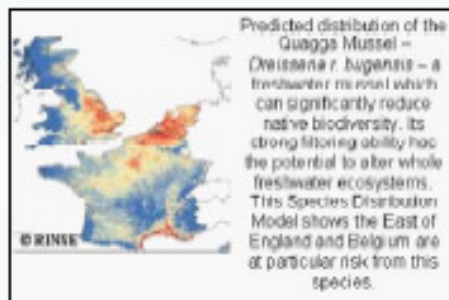 Predicted distribution of the
Quagga Mussel –
Dreissena r. bugensis – a
freshwater mussel which
can significantly reduce
native biodiversity. Its
strong filtering ability has
the potential to alter whole
freshwater ecosystems.
This Species Distribution
Model shows the East of
England and Belgium are
at particular risk from this
species.
© RINSE